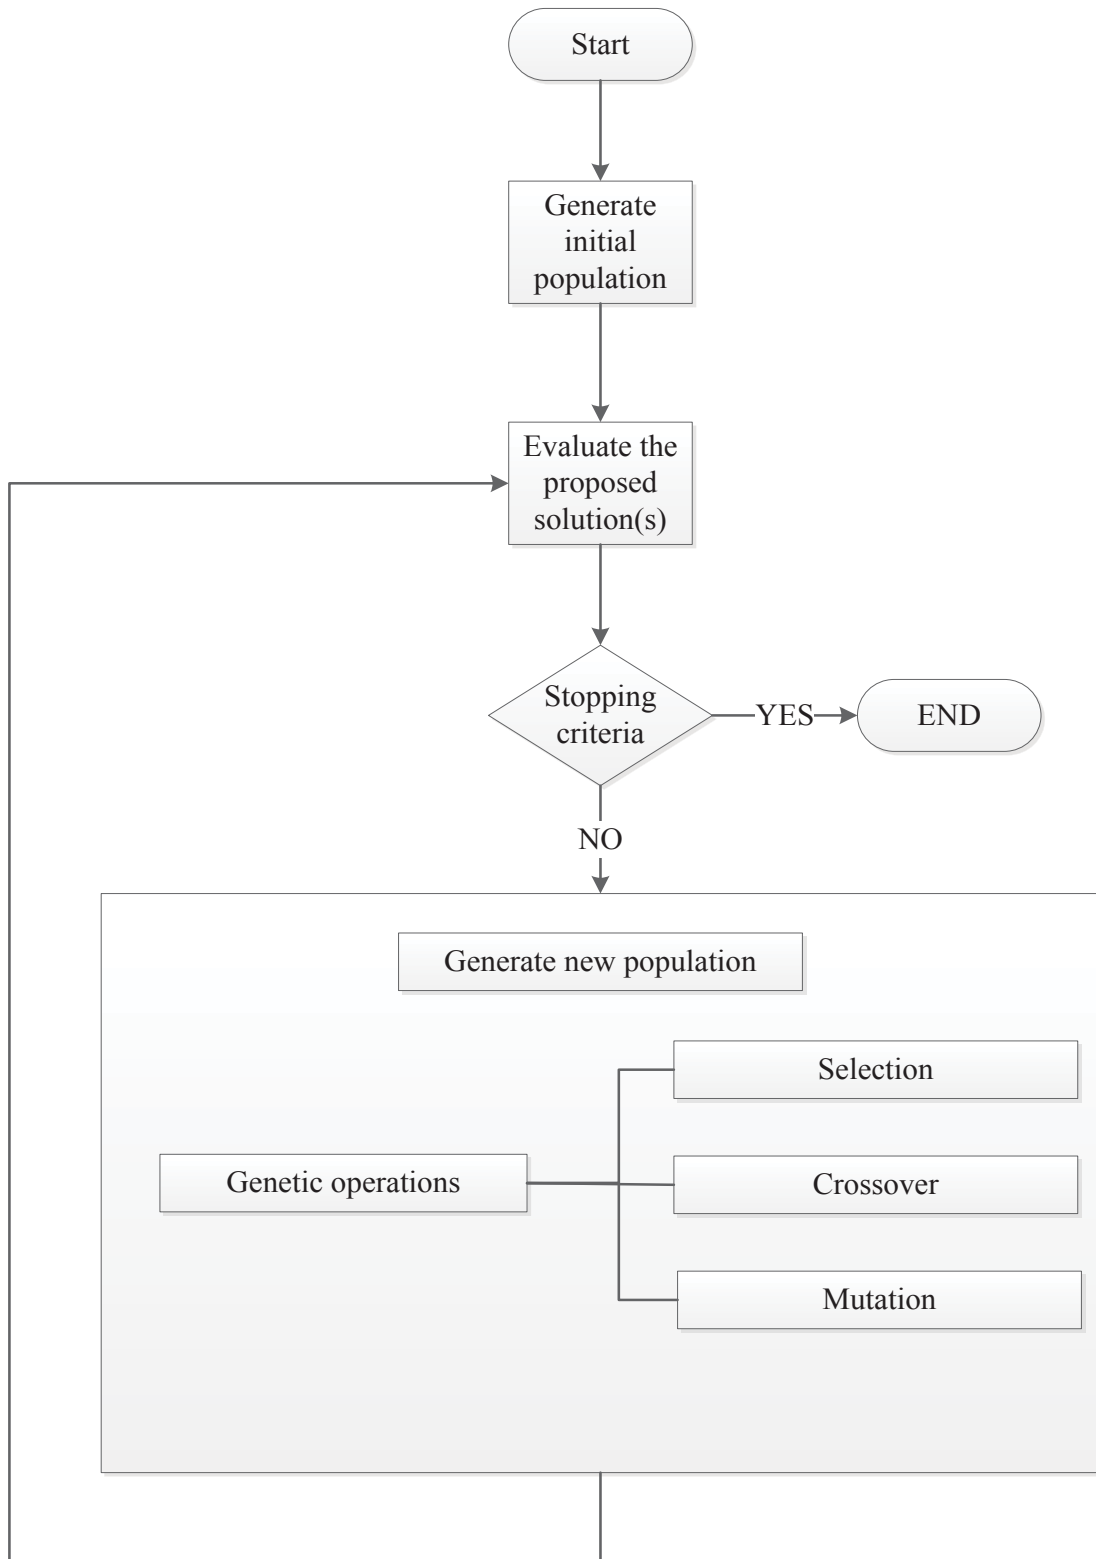 Start
Generate
initial
population
Evaluate the
proposed
solution(s)
Stopping
criteria
YES
END
NO
Generate new population
Selection
Genetic operations
Crossover
Mutation